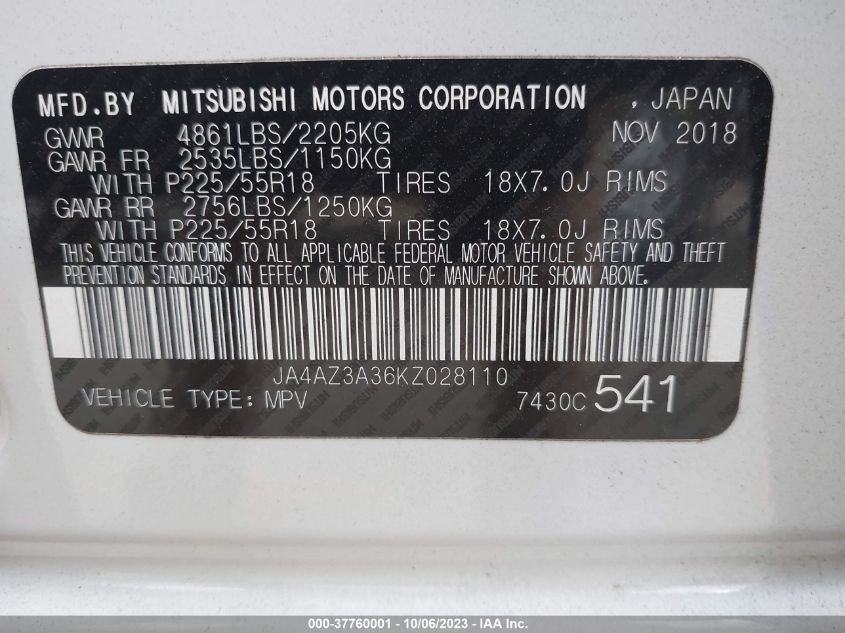 MFD.BY MITSUBISHI MOTORS CORPORATION , JAPAN
GVWR 4861LBS/2205KG NOV 2018
GAWR FR 2535LBS/1150KG
WITH P225/55R18 TIRES 18X7.0J RIMS
GAWR RR 2756LBS/1250KG
WITH P225/55R18 TIRES 18X7.0J RIMS
THIS VEHICLE CONFORMS TO ALL APPLICABLE FEDERAL MOTOR VEHICLE SAFETY AND THEFT
PREVENTION STANDARDS IN EFFECT ON THE DATE OF MANUFACTURE SHOWN ABOVE.
JA4AZ3A36KZ028110
VEHICLE TYPE: MPV 7430C 541
000-37760001 - 10/06/2023 - IAA Inc.